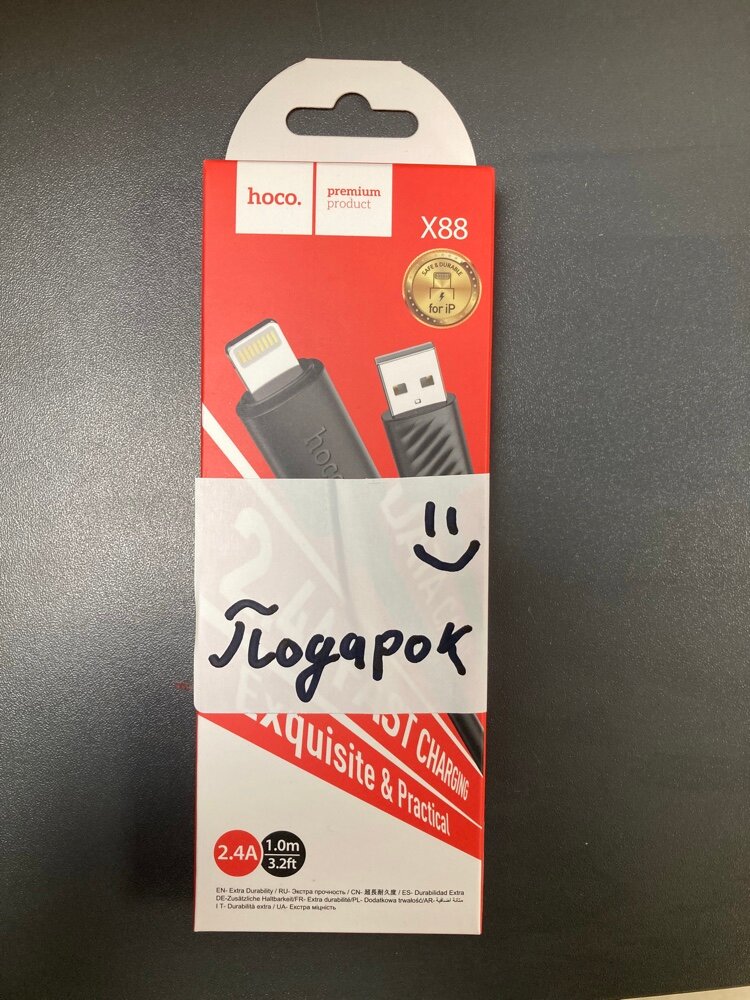 hoco.
premium
product
X88
SAFE & DURABLE
for iP
hoco
Подарок
FAST CHARGING
Exquisite & Practical
2.4A
1.0m
3.2ft
EN- Extra Durability / RU- Экстра прочность / CN- 超長耐久度 / ES- Durabilidad Extra
DE-Zusätzliche Haltbarkeit/FR- Extra durabilité/PL- Dodatkowa trwałość/AR- متانة اضافية
I T- Durabilità extra / UA- Екстра міцність